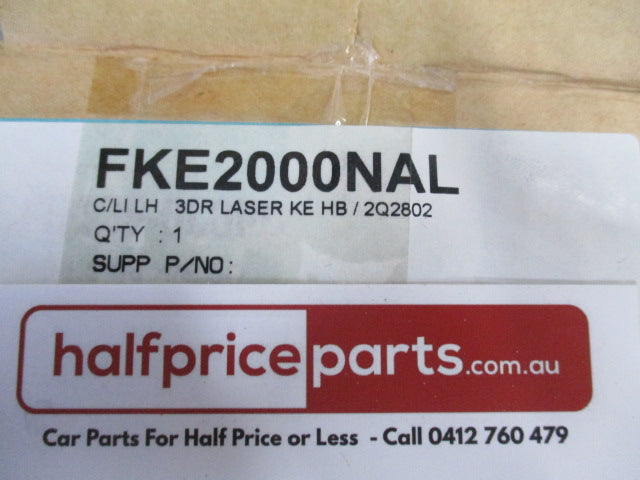 FKE2000NAL
C/LI LH 3DR LASER KE HB / 2Q2802
Q'TY : 1
SUPP P/NO:
halfpriceparts.com.au
Car Parts For Half Price or Less - Call 0412 760 479